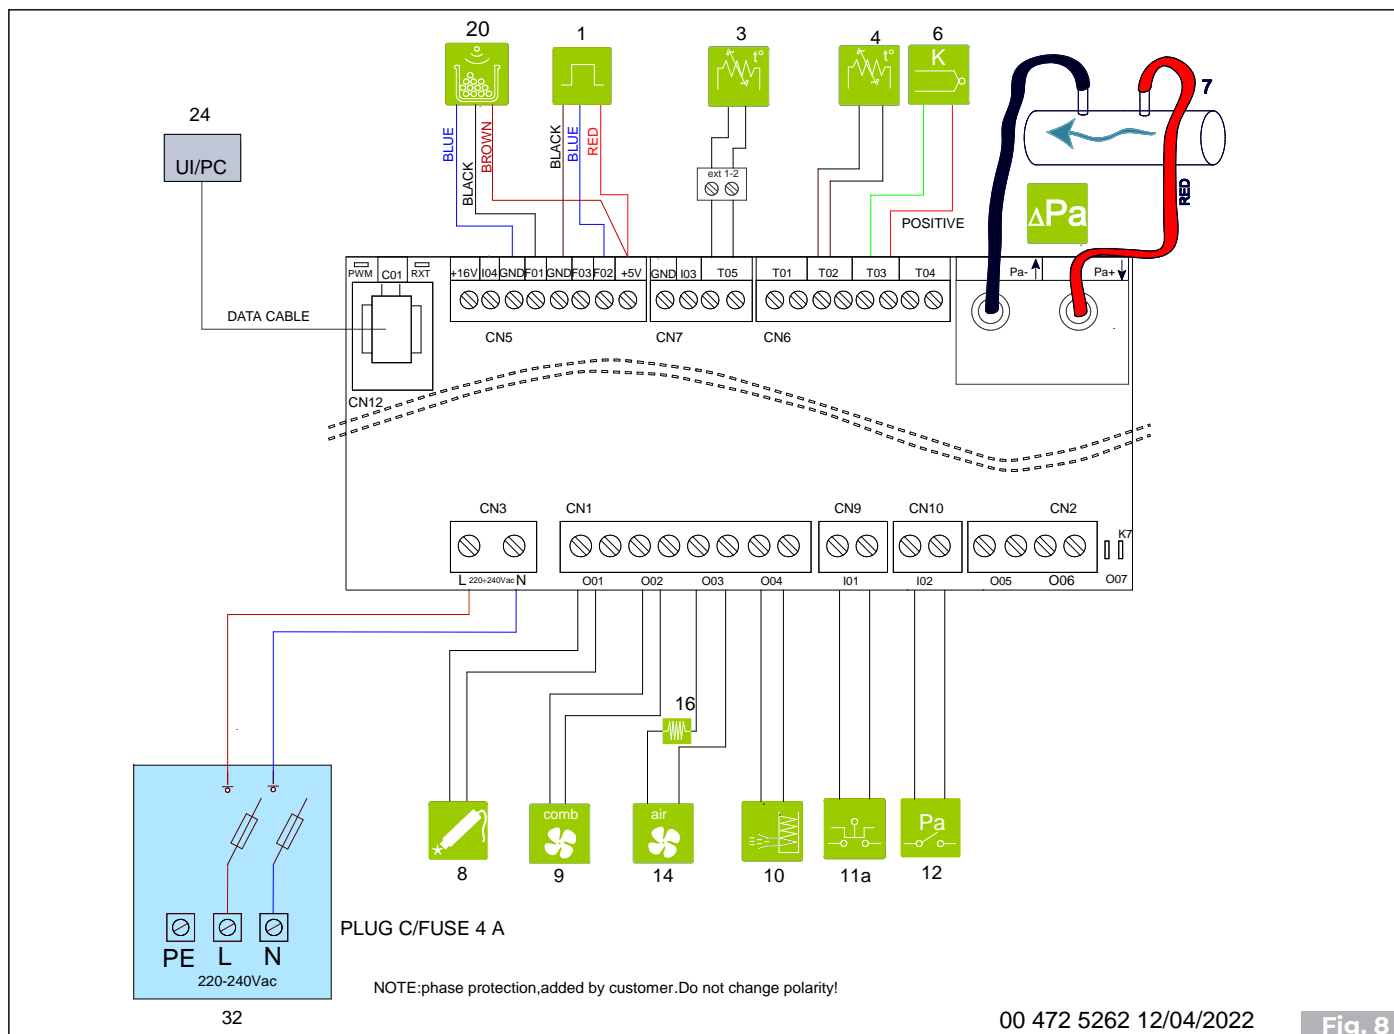 20
1
3
4
6
7
24
UI/PC
t°
t°
K
BLUE
BLACK
BROWN
BLACK
BLUE
RED
ext 1-2
POSITIVE
ΔPa
RED
DATA CABLE
PWM C01 RXT
+16V I04 GND F01 GND F03 F02 +5V
GND I03 T05
T01 T02 T03 T04
Pa- Pa+
CN5
CN7
CN6
CN12
CN3
CN1
CN9
CN10
CN2
K7
L 220÷240Vac N
O01 O02 O03 O04
I01
I02
O05 O06 O07
16
comb
air
Pa
8
9
14
10
11a
12
PLUG C/FUSE 4 A
PE L N
220-240Vac
32
NOTE:phase protection,added by customer.Do not change polarity!
00 472 5262 12/04/2022
Fig. 8